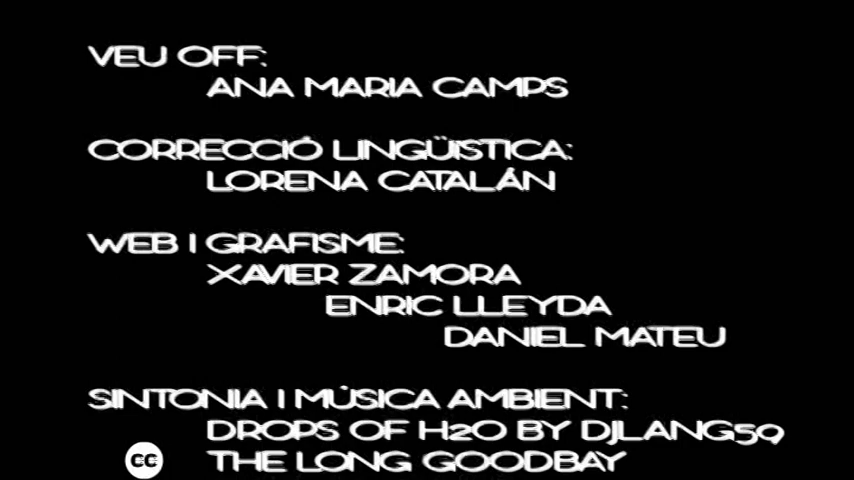 VEU OFF:
ANA MARIA CAMPS
CORRECCIÓ LINGÜISTICA:
LORENA CATALÁN
WEB I GRAFISME:
XAVIER ZAMORA
ENRIC LLEYDA
DANIEL MATEU
SINTONIA I MÚSICA AMBIENT:
DROPS OF H2O BY DJLANG59
CC THE LONG GOODBAY